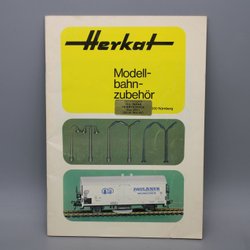 Herkat
Modell-
bahn-
zubehör
Nürnberg
PAULANER